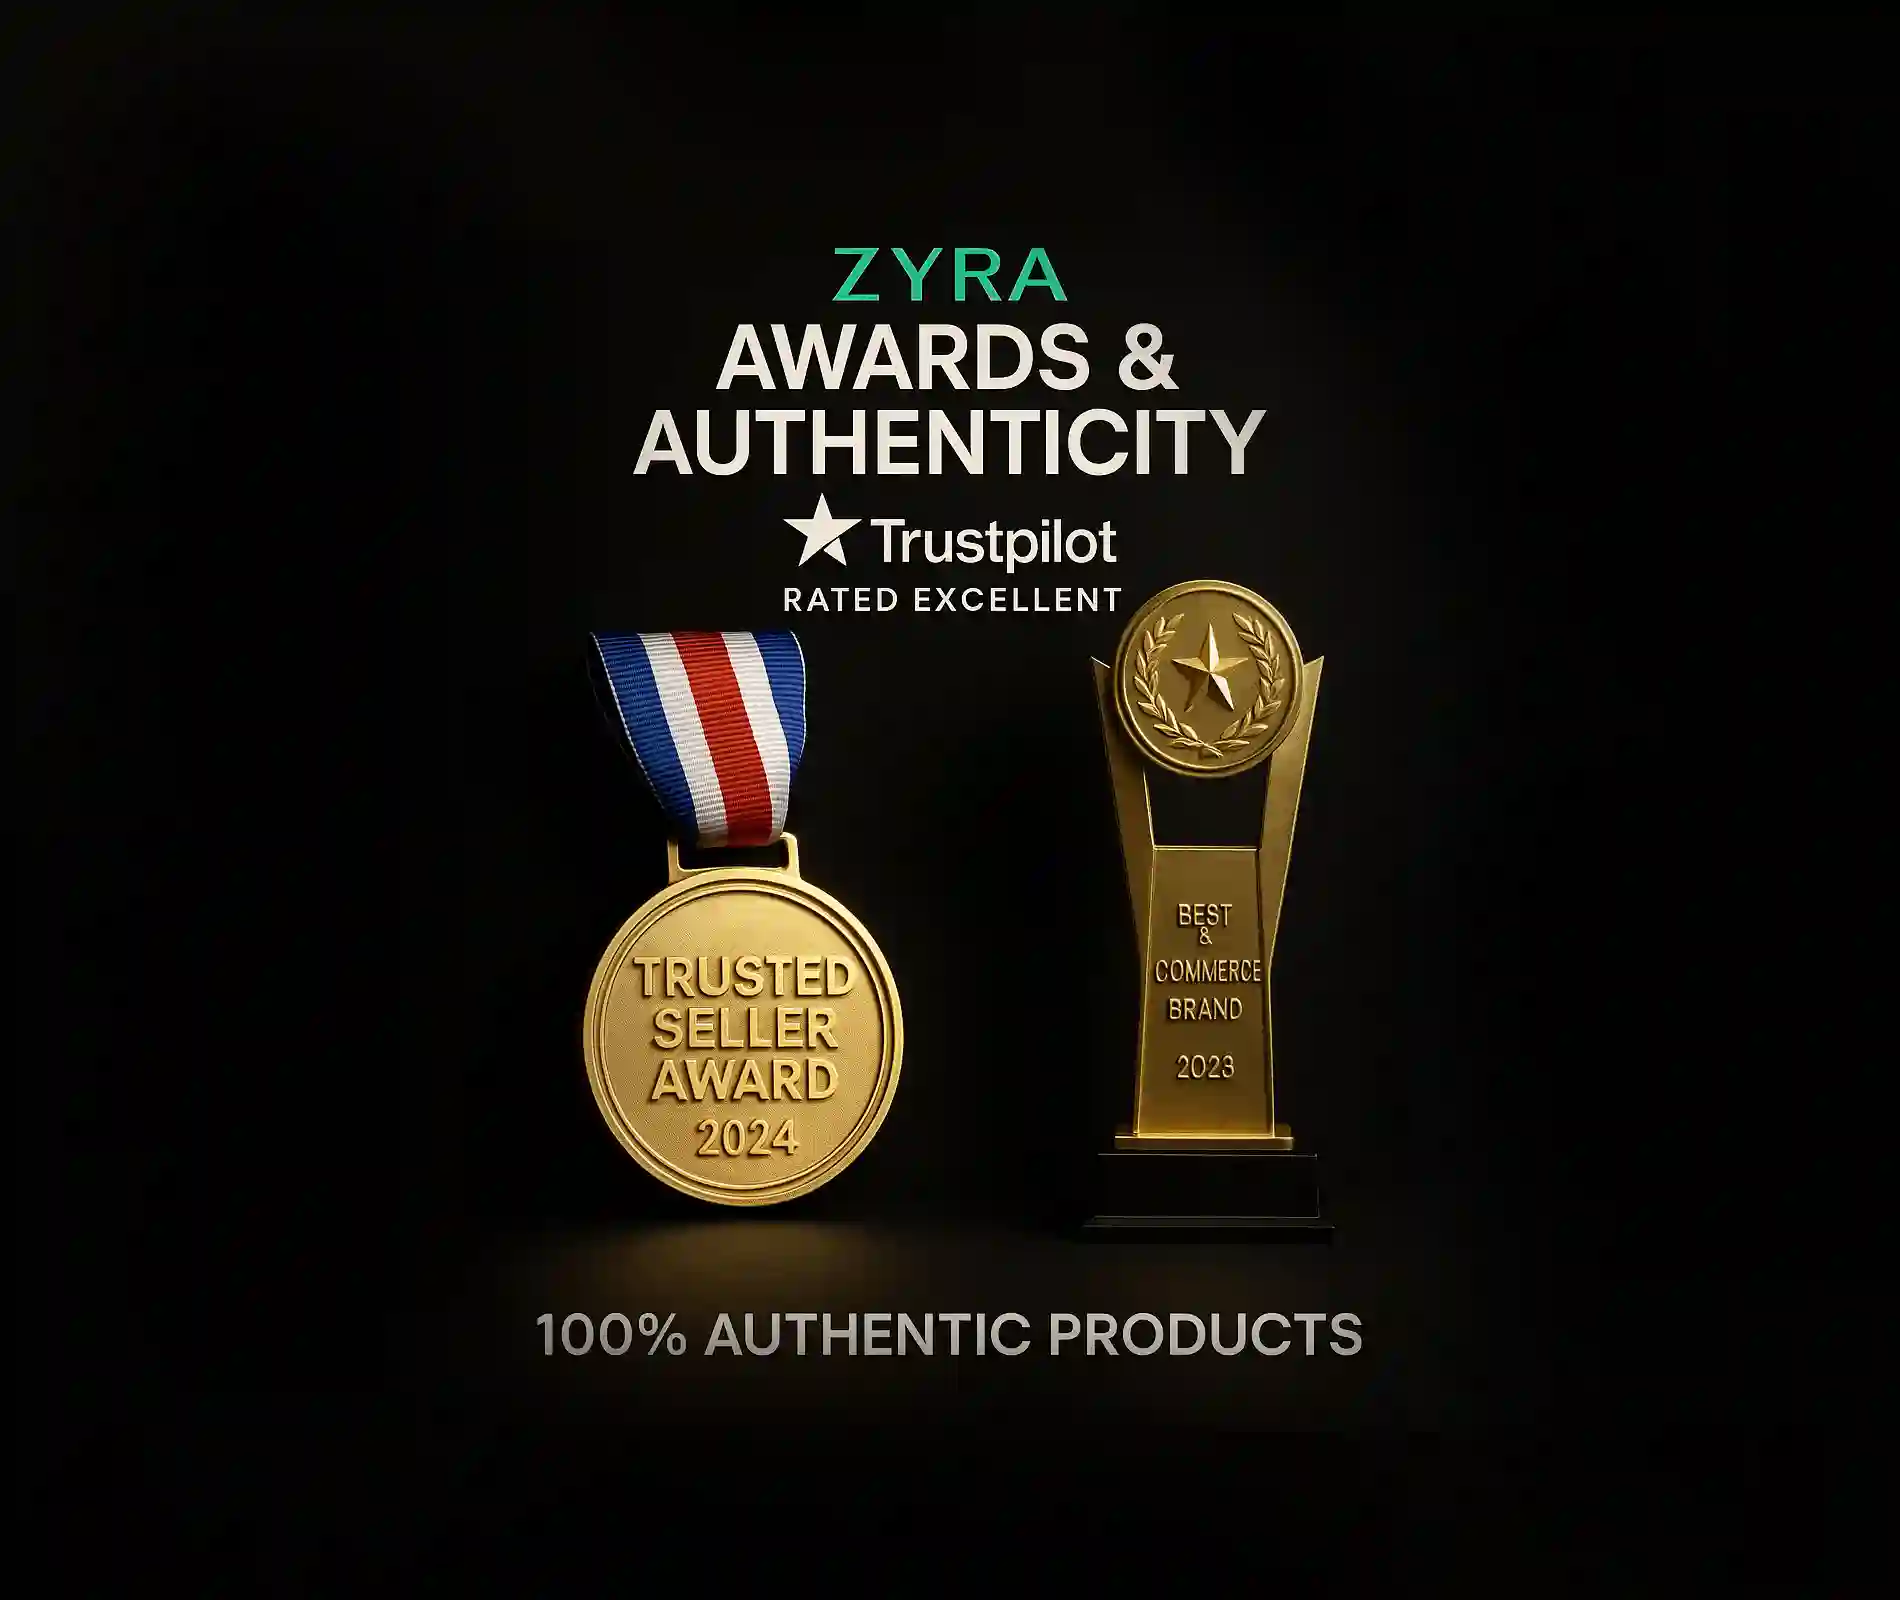 ZYRA
AWARDS &
AUTHENTICITY
Trustpilot
RATED EXCELLENT
TRUSTED
SELLER
AWARD
2024
BEST
&
COMMERCE
BRAND
2023
100% AUTHENTIC PRODUCTS